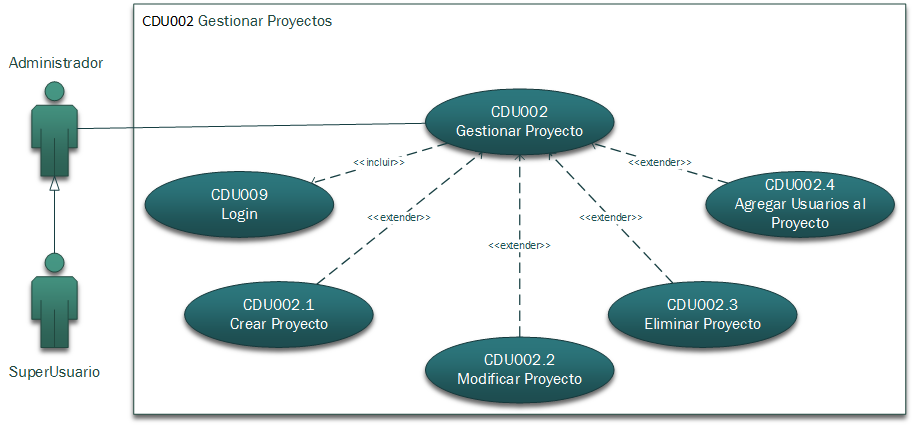 CDU002 Gestionar Proyectos
Administrador
CDU002
Gestionar Proyecto
<<incluir>>
<<extender>>
CDU009
Login
CDU002.4
Agregar Usuarios al
Proyecto
<<extender>>
<<extender>>
<<extender>>
CDU002.1
Crear Proyecto
CDU002.3
Eliminar Proyecto
CDU002.2
Modificar Proyecto
SuperUsuario